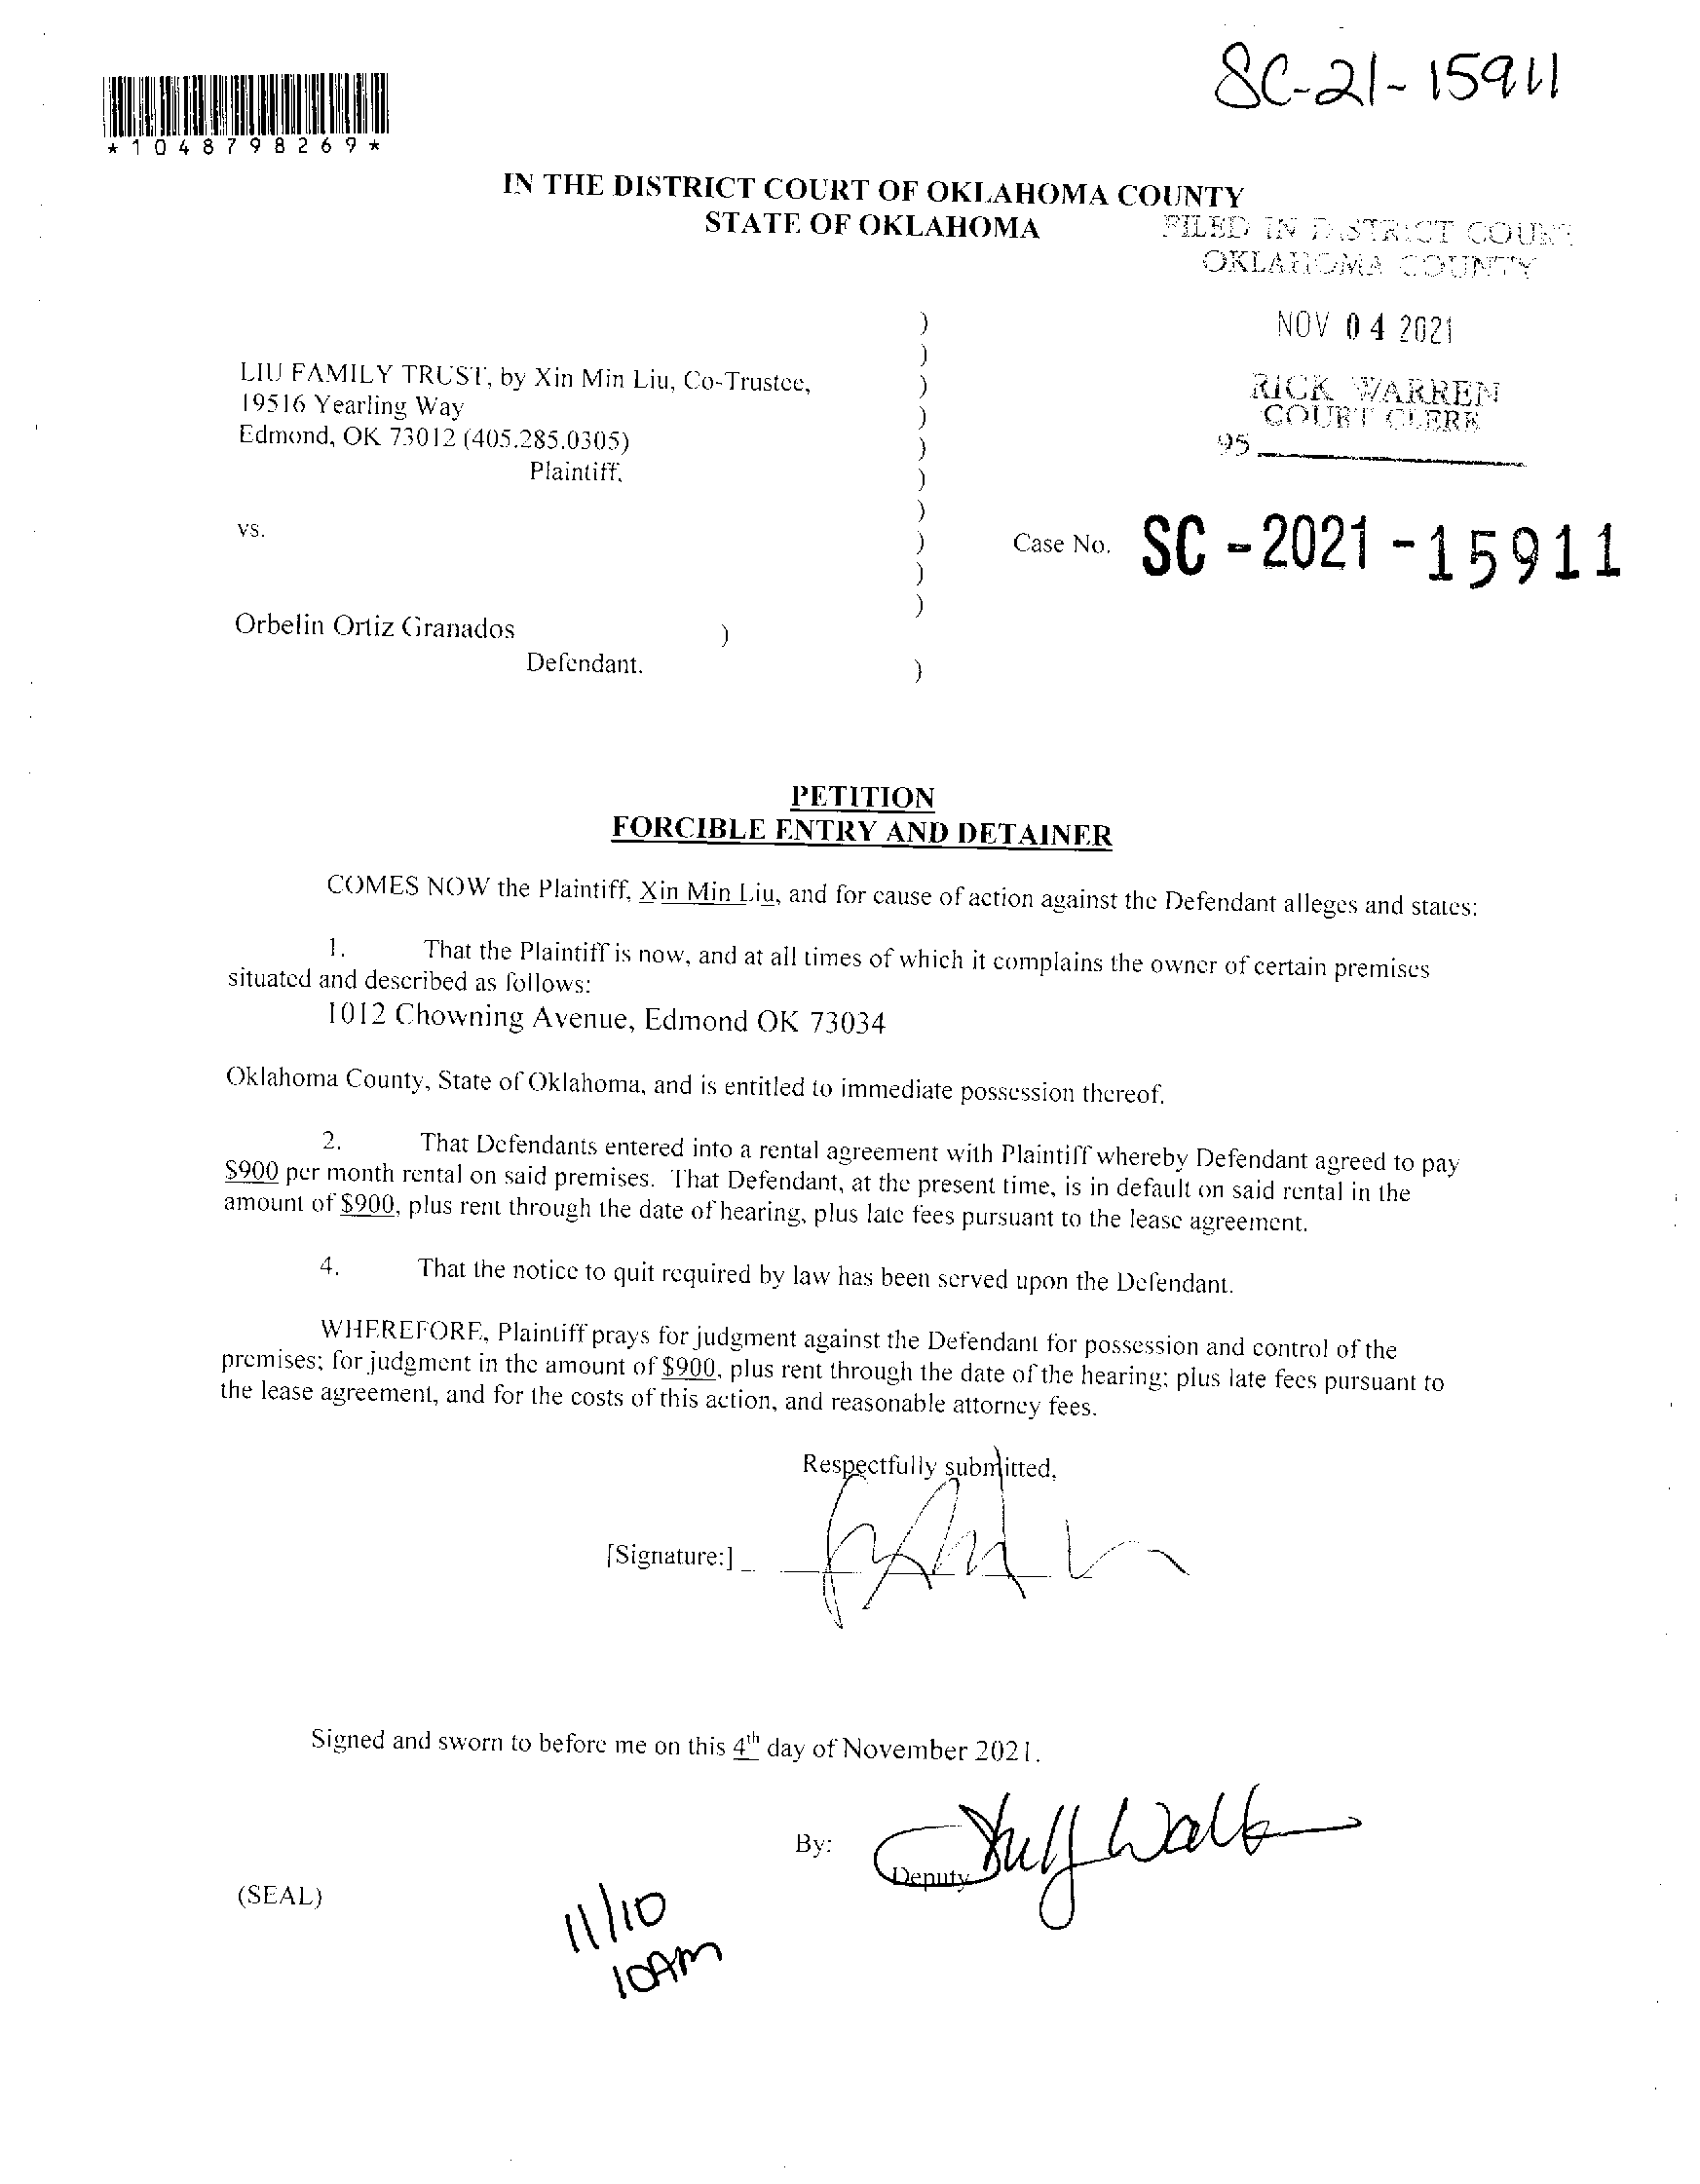 SC-21-15911
*1048798269*
IN THE DISTRICT COURT OF OKLAHOMA COUNTY
STATE OF OKLAHOMA
FILED IN DISTRICT COURT
OKLAHOMA COUNTY
NOV 04 2021
RICK WARREN
COURT CLERK
95
LIU FAMILY TRUST, by Xin Min Liu, Co-Trustee, )
19516 Yearling Way )
Edmond, OK 73012 (405.285.0305) )
Plaintiff, )
vs. )
Case No. SC-2021-15911
Orbelin Ortiz Granados )
Defendant. )
PETITION
FORCIBLE ENTRY AND DETAINER
COMES NOW the Plaintiff, Xin Min Liu, and for cause of action against the Defendant alleges and states:
1. That the Plaintiff is now, and at all times of which it complains the owner of certain premises
situated and described as follows:
1012 Chowning Avenue, Edmond OK 73034
Oklahoma County, State of Oklahoma, and is entitled to immediate possession thereof.
2. That Defendants entered into a rental agreement with Plaintiff whereby Defendant agreed to pay
$900 per month rental on said premises. That Defendant, at the present time, is in default on said rental in the
amount of $900, plus rent through the date of hearing, plus late fees pursuant to the lease agreement.
4. That the notice to quit required by law has been served upon the Defendant.
WHEREFORE, Plaintiff prays for judgment against the Defendant for possession and control of the
premises; for judgment in the amount of $900, plus rent through the date of the hearing; plus late fees pursuant to
the lease agreement, and for the costs of this action, and reasonable attorney fees.
Respectfully submitted,
[Signature:]
Signed and sworn to before me on this 4th day of November 2021.
By:
Deputy
(SEAL)
11/10
10AM